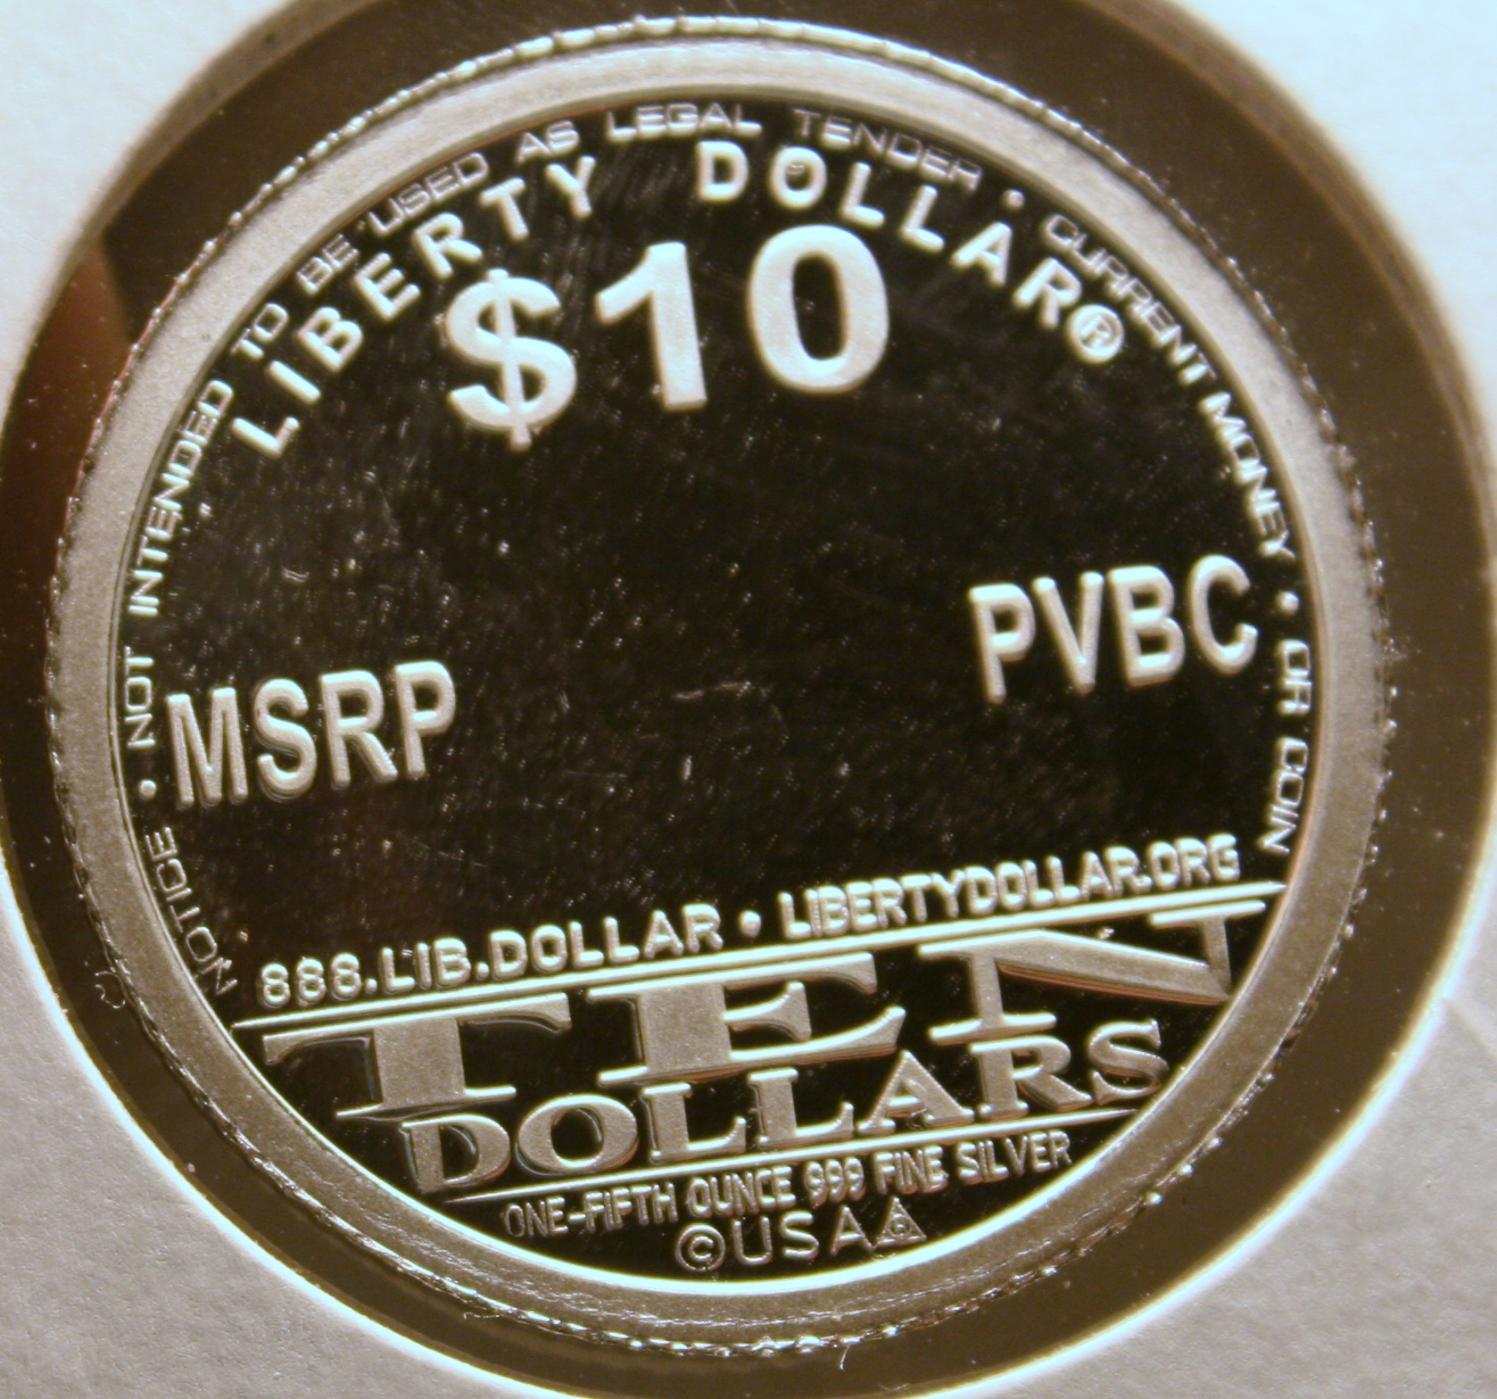 NOTICE • NOT INTENDED TO BE USED AS LEGAL TENDER • CURRENT MONEY • OR COIN
LIBERTY DOLLAR®
$10
MSRP
PVBC
888.LIB.DOLLAR • LIBERTYDOLLAR.ORG
TEN
DOLLARS
ONE-FIFTH OUNCE 999 FINE SILVER
©USA